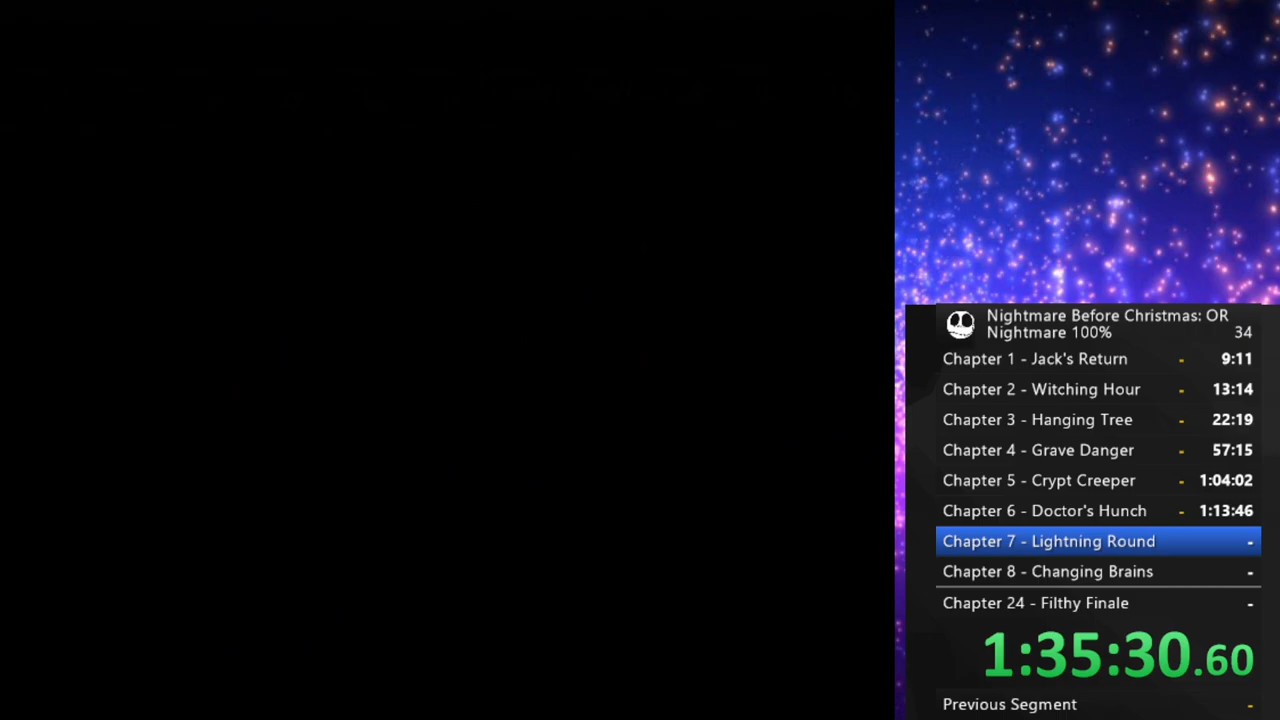 Nightmare Before Christmas: OR
Nightmare 100% 34
Chapter 1 - Jack's Return - 9:11
Chapter 2 - Witching Hour - 13:14
Chapter 3 - Hanging Tree - 22:19
Chapter 4 - Grave Danger - 57:15
Chapter 5 - Crypt Creeper - 1:04:02
Chapter 6 - Doctor's Hunch - 1:13:46
Chapter 7 - Lightning Round -
Chapter 8 - Changing Brains -
Chapter 24 - Filthy Finale -
1:35:30.60
Previous Segment -